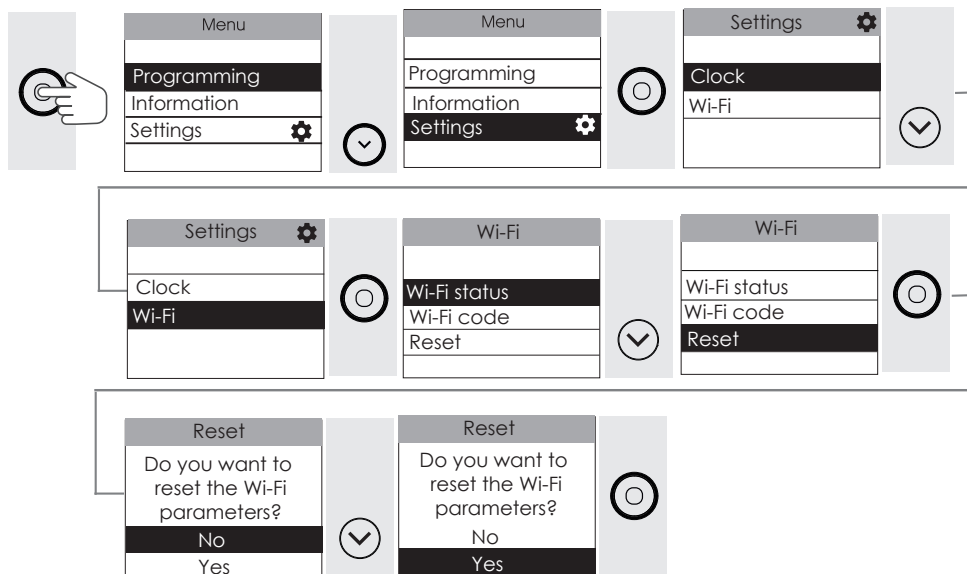 Menu
Programming
Information
Settings
Menu
Programming
Information
Settings
Settings
Clock
Wi-Fi
Settings
Clock
Wi-Fi
Wi-Fi
Wi-Fi status
Wi-Fi code
Reset
Wi-Fi
Wi-Fi status
Wi-Fi code
Reset
Reset
Do you want to
reset the Wi-Fi
parameters?
No
Yes
Reset
Do you want to
reset the Wi-Fi
parameters?
No
Yes